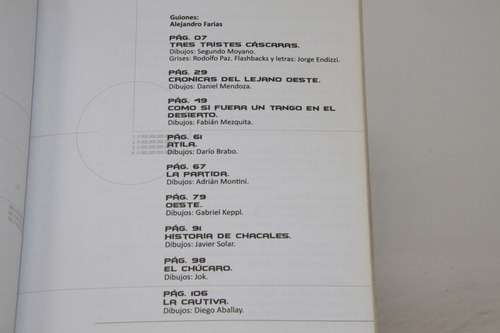 Guiones:
Alejandro Farias
PÁG. 07
TRES TRISTES CÁSCARAS.
Dibujos: Segundo Moyano.
Grises: Rodolfo Paz. Flashbacks y letras: Jorge Endizzi.
PÁG. 29
CRONICAS DEL LEJANO OESTE.
Dibujos: Daniel Mendoza.
PÁG. 49
COMO SI FUERA UN TANGO EN EL
DESIERTO.
Dibujos: Fabián Mezquita.
PÁG. 61
ATILA.
Dibujos: Darío Brabo.
PÁG. 67
LA PARTIDA.
Dibujos: Adrián Montini.
PÁG. 79
OESTE.
Dibujos: Gabriel Keppl.
PÁG. 91
HISTORIA DE CHACALES.
Dibujos: Javier Solar.
PÁG. 98
EL CHÚCARO.
Dibujos: Jok.
PÁG. 106
LA CAUTIVA.
Dibujos: Diego Aballay.